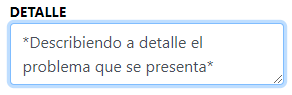 DETALLE
*Describiendo a detalle el
problema que se presenta*